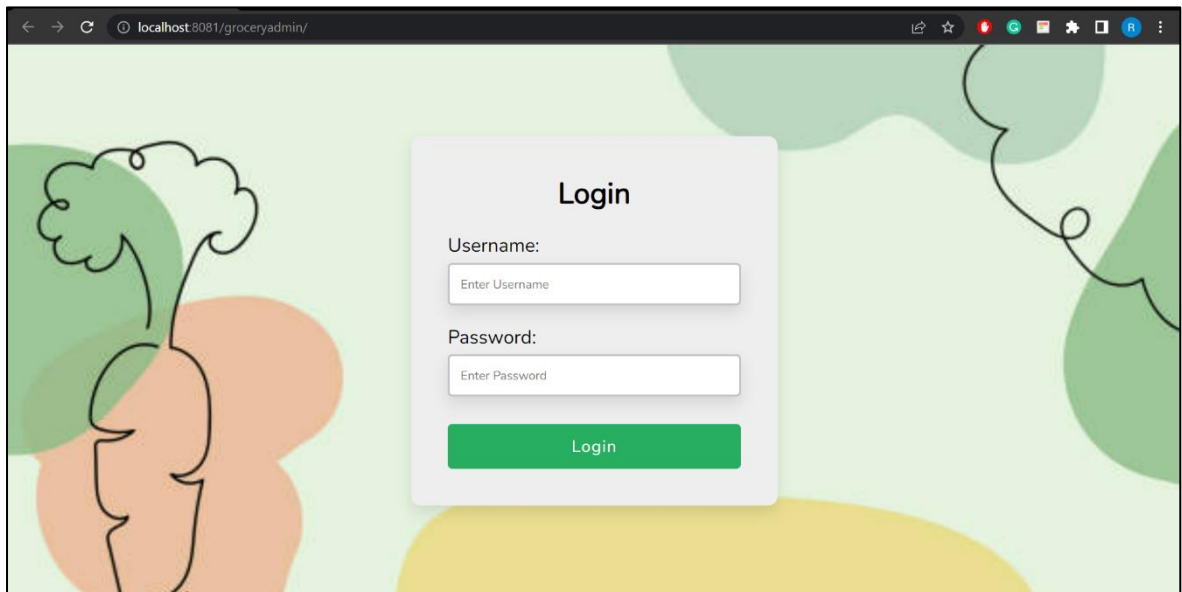 localhost:8081/groceryadmin/
R
Login
Username:
Enter Username
Password:
Enter Password
Login